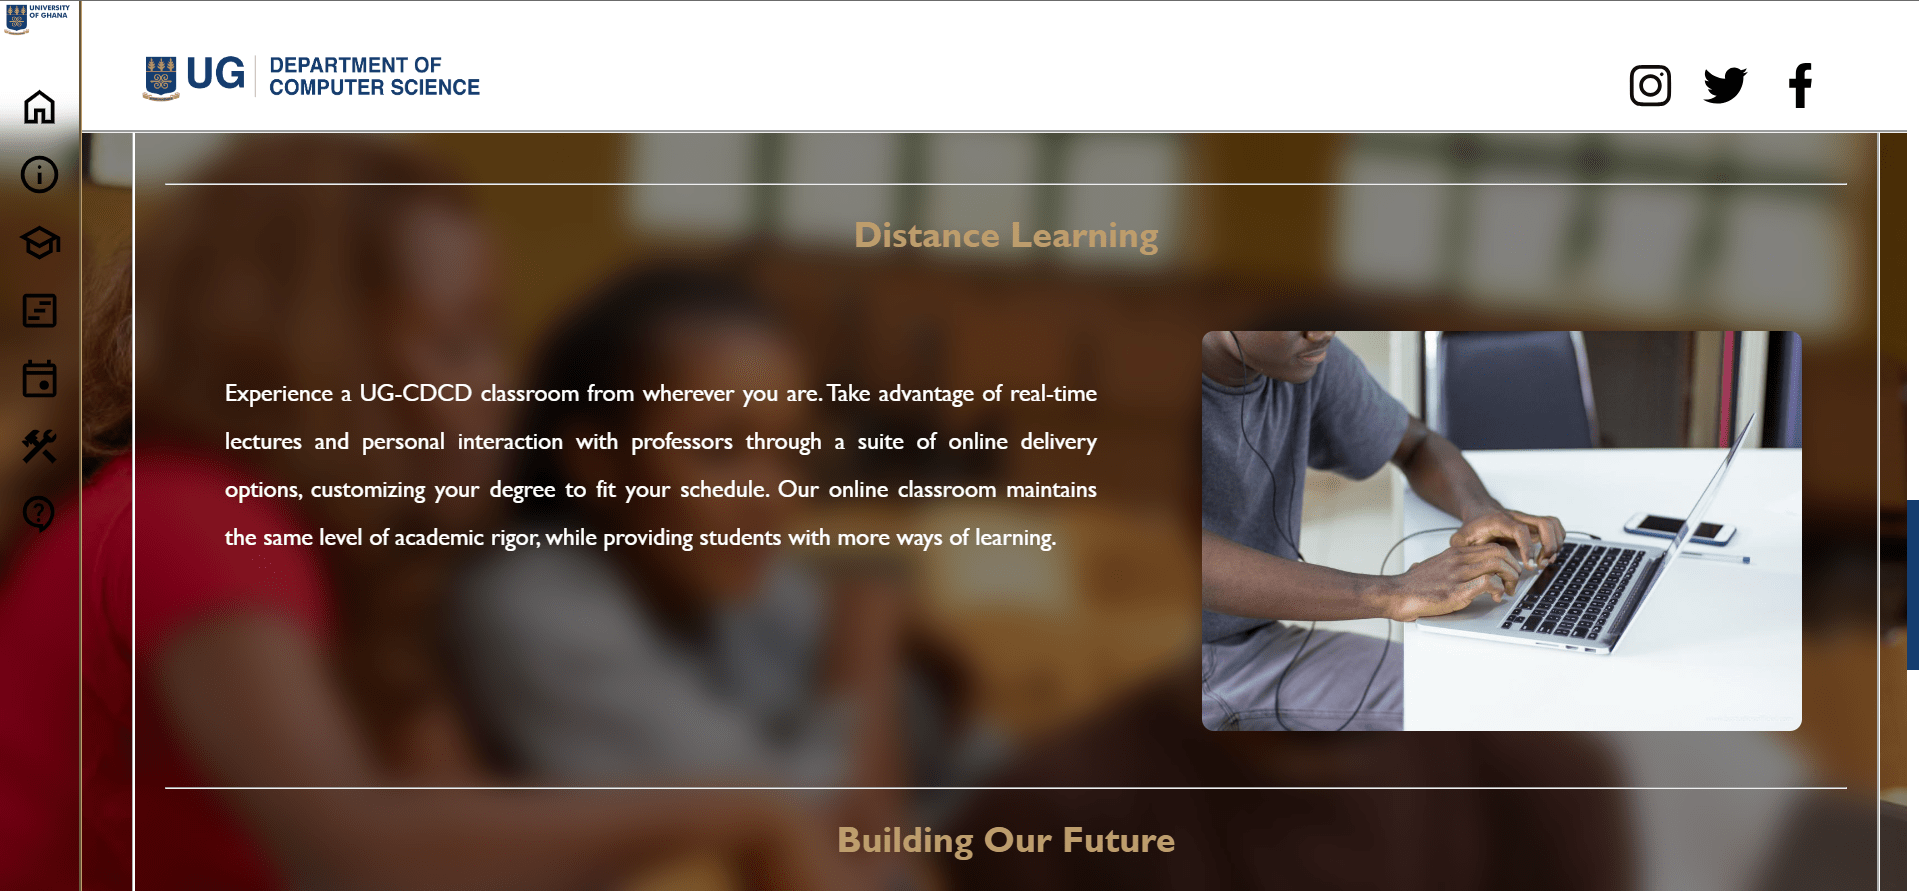 UNIVERSITY
OF GHANA
UG
DEPARTMENT OF
COMPUTER SCIENCE
Distance Learning
Experience a UG-CDCD classroom from wherever you are. Take advantage of real-time
lectures and personal interaction with professors through a suite of online delivery
options, customizing your degree to fit your schedule. Our online classroom maintains
the same level of academic rigor, while providing students with more ways of learning.
Building Our Future